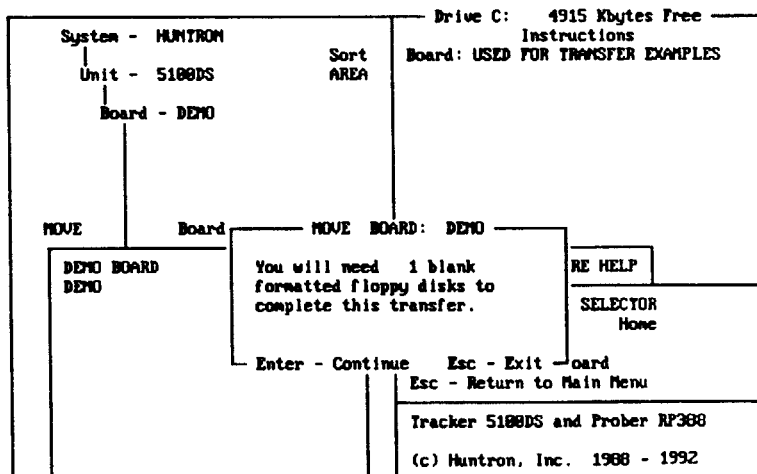 Drive C: 4915 Kbytes Free
System - HUNTRON
Instructions
Sort
Board: USED FOR TRANSFER EXAMPLES
Unit - 5100DS
AREA
Board - DEMO
MOVE Board
MOVE BOARD: DEMO
DEMO BOARD
DEMO
You will need 1 blank
formatted floppy disks to
complete this transfer.
Enter - Continue Esc - Exit
RE HELP
SELECTOR
Home
oard
Esc - Return to Main Menu
Tracker 5100DS and Prober RP388
(c) Huntron, Inc. 1988 - 1992